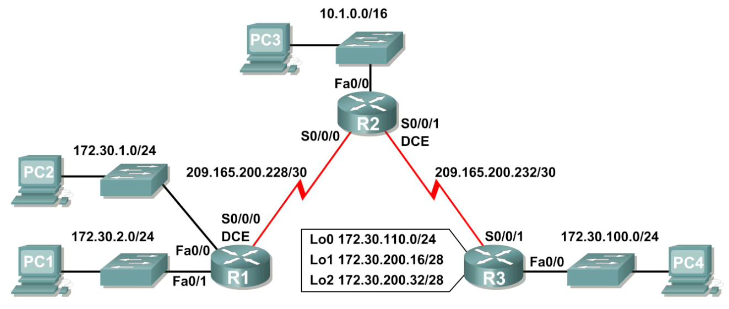 10.1.0.0/16
PC3
Fa0/0
R2
S0/0/0
S0/0/1
DCE
172.30.1.0/24
PC2
209.165.200.228/30
209.165.200.232/30
S0/0/0
DCE
172.30.2.0/24
Fa0/0
PC1
Fa0/1
R1
Lo0 172.30.110.0/24
Lo1 172.30.200.16/28
Lo2 172.30.200.32/28
S0/0/1
R3
Fa0/0
172.30.100.0/24
PC4